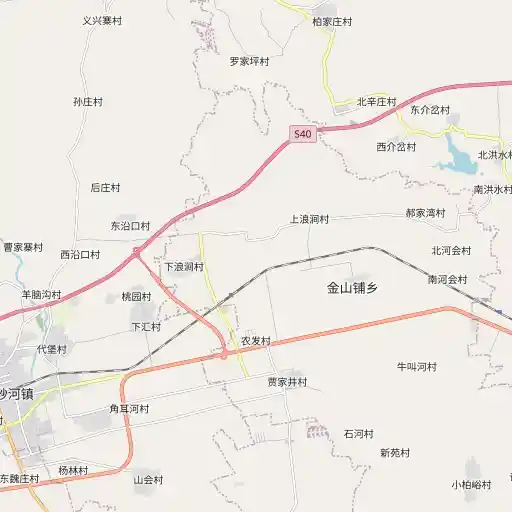 义兴寨村
柏家庄村
罗家坪村
孙庄村
北辛庄村
东介岔村
S40
西介岔村
北洪水村
后庄村
南洪水村
东沿口村
上浪涧村
郝家湾村
曹家寨村
西沿口村
下浪涧村
北河会村
羊脑沟村
桃园村
金山铺乡
南河会村
下汇村
农发村
代堡村
牛叫河村
贾家井村
沙河镇
角耳河村
村
石河村
新苑村
杨林村
东魏庄村
山会村
小柏峪村